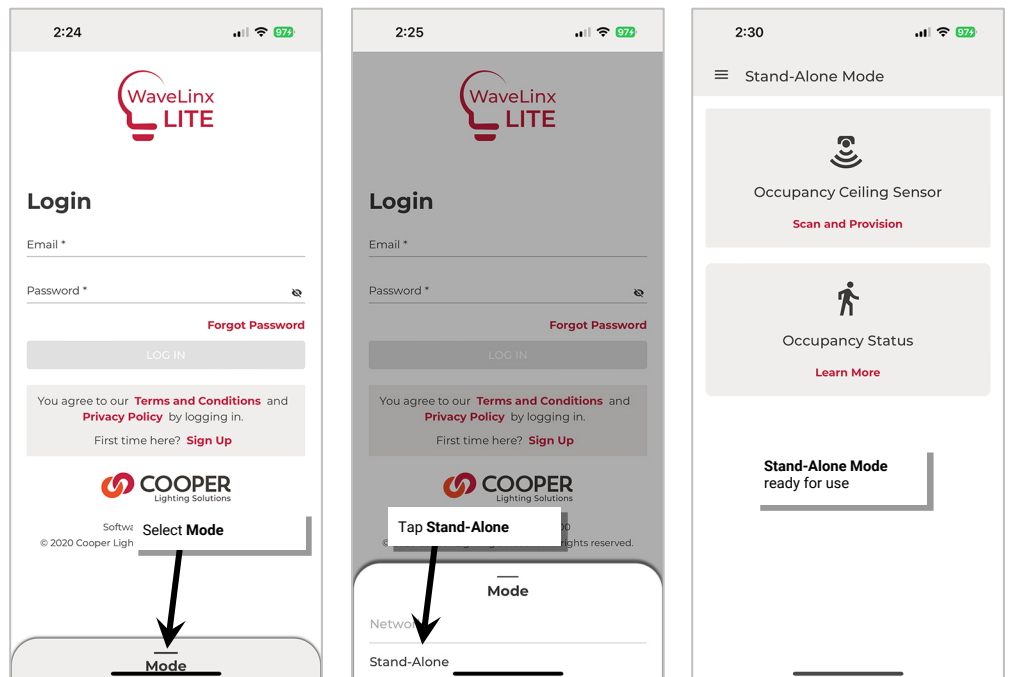 2:24
97
WaveLinx
LITE
Login
Email *
Password *
Forgot Password
LOG IN
You agree to our Terms and Conditions and
Privacy Policy by logging in.
First time here? Sign Up
COOPER
Lighting Solutions
Select Mode
© 2020 Cooper
Mode
2:25
97
WaveLinx
LITE
Login
Email *
Password *
Forgot Password
LOG IN
You agree to our Terms and Conditions and
Privacy Policy by logging in.
First time here? Sign Up
COOPER
Lighting Solutions
Tap Stand-Alone
rights reserved.
Mode
Stand-Alone
2:30
97
Stand-Alone Mode
Occupancy Ceiling Sensor
Scan and Provision
Occupancy Status
Learn More
Stand-Alone Mode
ready for use